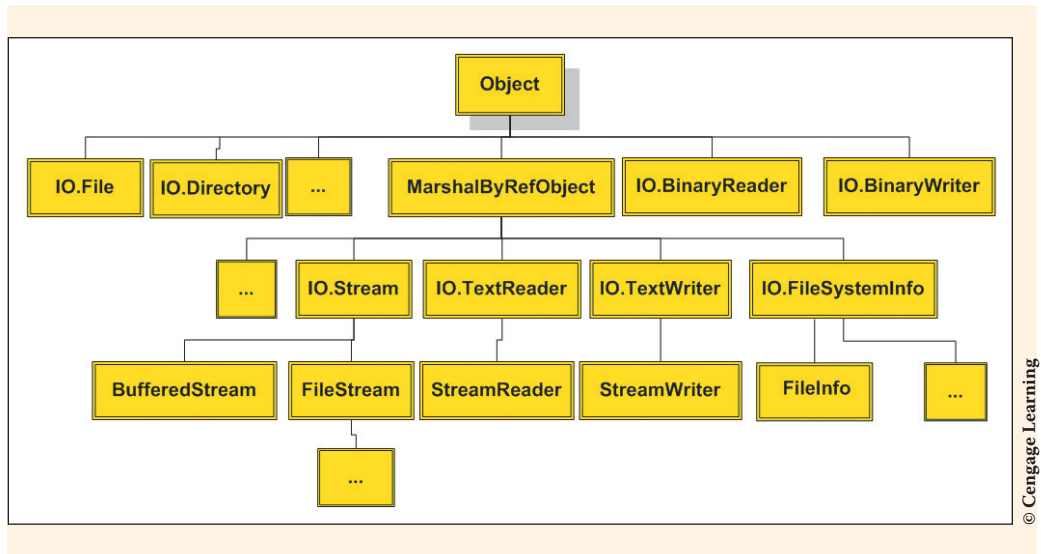 Object
IO.File
IO.Directory
...
MarshalByRefObject
IO.BinaryReader
IO.BinaryWriter
...
IO.Stream
IO.TextReader
IO.TextWriter
IO.FileSystemInfo
BufferedStream
FileStream
StreamReader
StreamWriter
FileInfo
...
...
© Cengage Learning